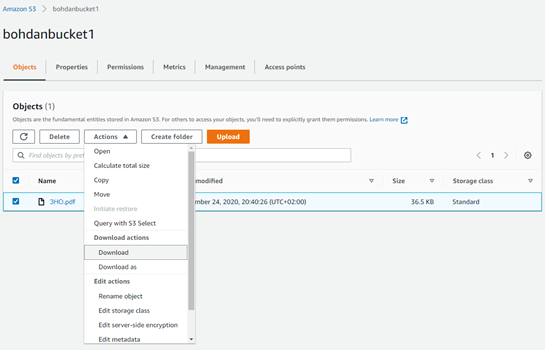 Amazon S3 > bohdanbucket1
bohdanbucket1
Objects Properties Permissions Metrics Management Access points
Objects (1)
Objects are the fundamental entities stored in Amazon S3. For others to access your objects, you'll need to explicitly grant them permissions. Learn more
Delete Actions Create folder Upload
Find objects by pref
1
Open
Calculate total size
Copy
Move
Initiate restore
Query with S3 Select
Download actions
Download
Download as
Edit actions
Rename object
Edit storage class
Edit server-side encryption
Edit metadata
Name modified Size Storage class
ЗНО.pdf mber 24, 2020, 20:40:26 (UTC+02:00) 36.5 KB Standard